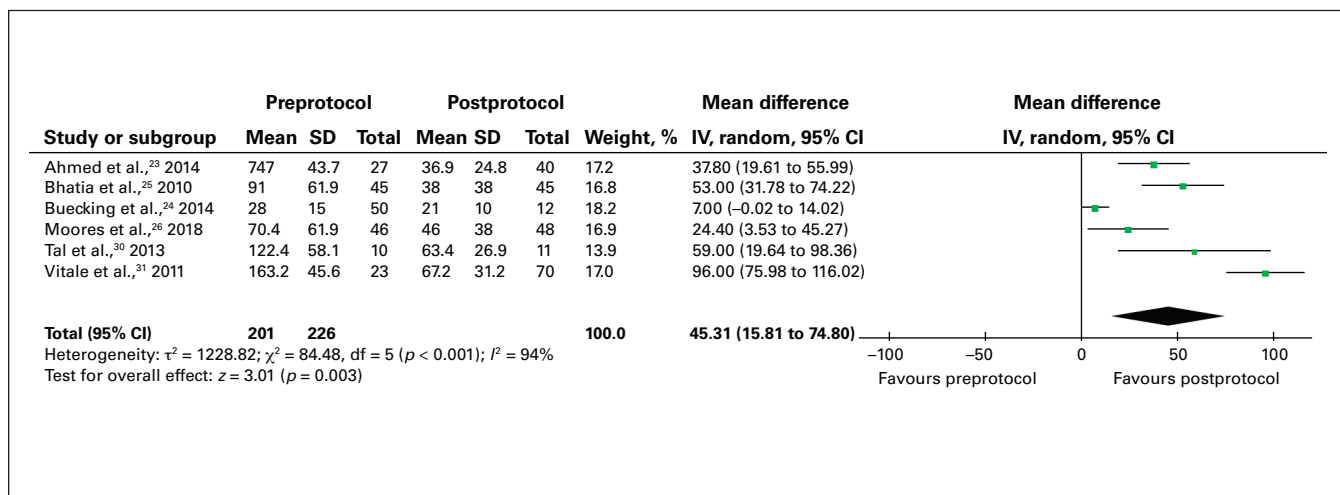 Preprotocol Postprotocol Mean difference Mean difference
Study or subgroup Mean SD Total Mean SD Total Weight, % IV, random, 95% CI IV, random, 95% CI
Ahmed et al.,²³ 2014 747 43.7 27 36.9 24.8 40 17.2 37.80 (19.61 to 55.99)
Bhatia et al.,²⁵ 2010 91 61.9 45 38 38 45 16.8 53.00 (31.78 to 74.22)
Buecking et al.,²⁴ 2014 28 15 50 21 10 12 18.2 7.00 (–0.02 to 14.02)
Moores et al.,²⁶ 2018 70.4 61.9 46 46 38 48 16.9 24.40 (3.53 to 45.27)
Tal et al.,³⁰ 2013 122.4 58.1 10 63.4 26.9 11 13.9 59.00 (19.64 to 98.36)
Vitale et al.,³¹ 2011 163.2 45.6 23 67.2 31.2 70 17.0 96.00 (75.98 to 116.02)
Total (95% CI) 201 226 100.0 45.31 (15.81 to 74.80)
Heterogeneity: τ² = 1228.82; χ² = 84.48, df = 5 (p < 0.001); I² = 94%
Test for overall effect: z = 3.01 (p = 0.003)
–100 –50 0 50 100
Favours preprotocol Favours postprotocol